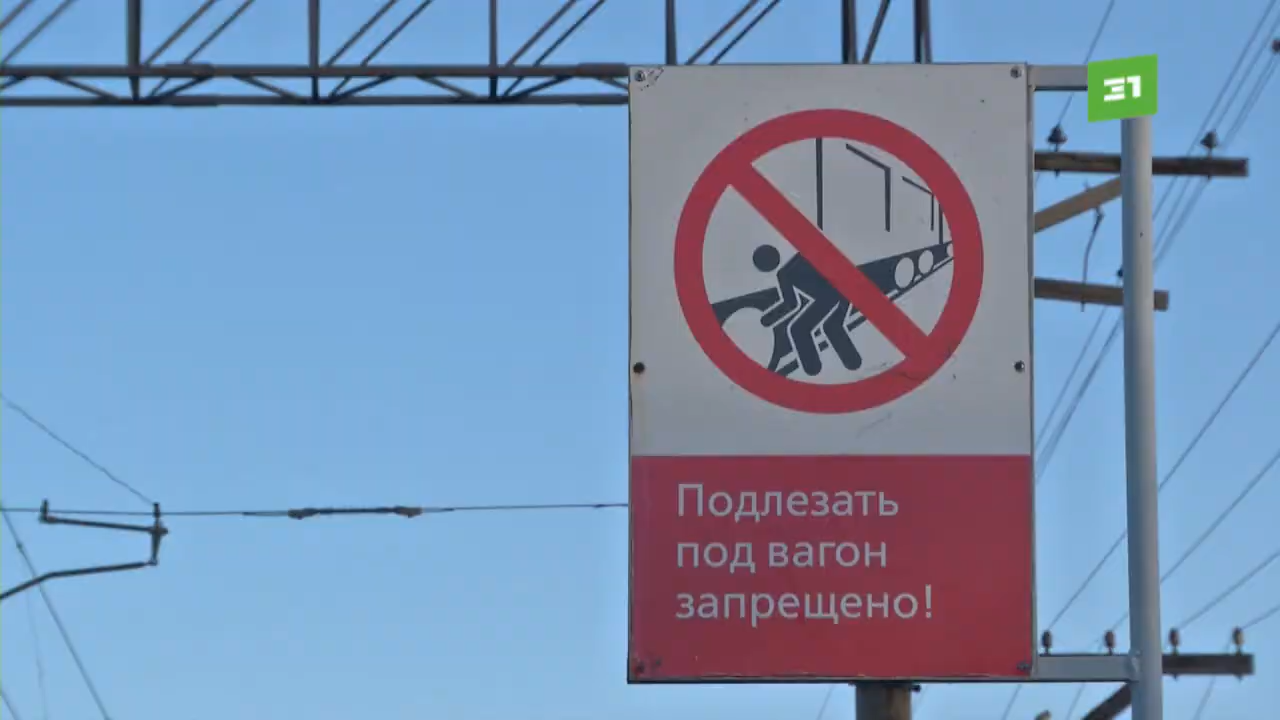 31
Подлезать
под вагон
запрещено!